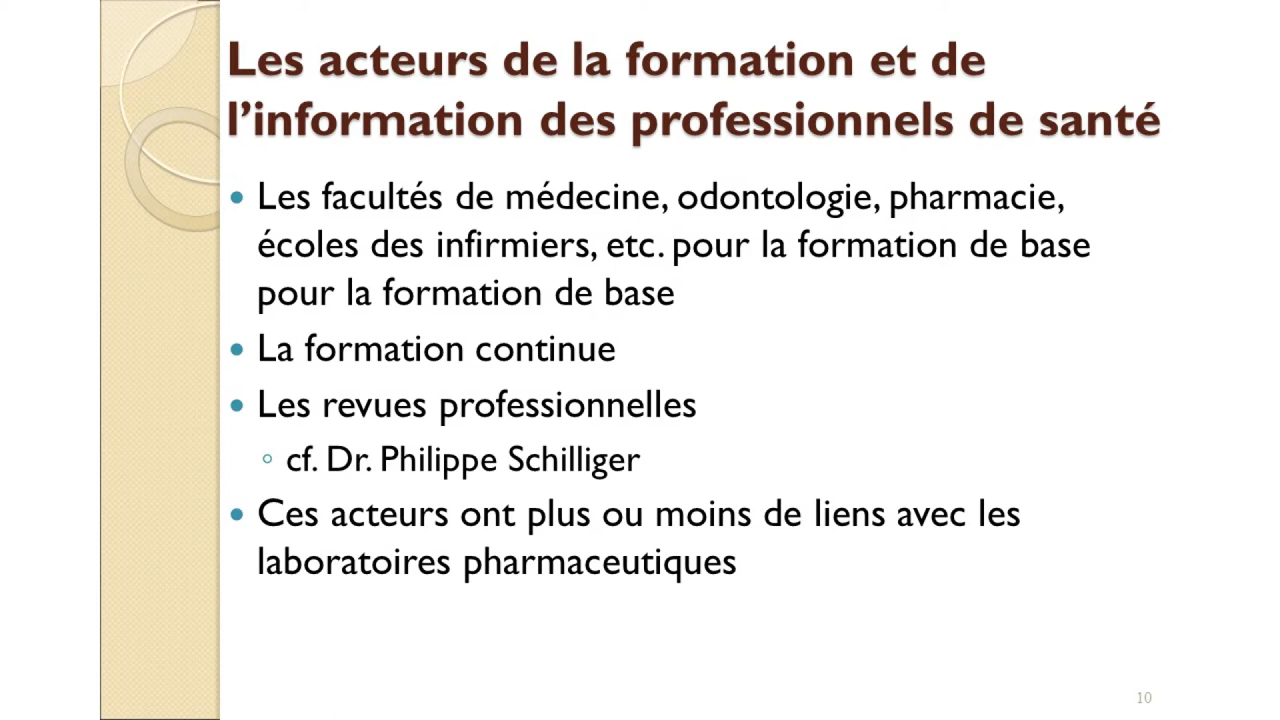 Les acteurs de la formation et de
l’information des professionnels de santé
Les facultés de médecine, odontologie, pharmacie,
écoles des infirmiers, etc. pour la formation de base
pour la formation de base
La formation continue
Les revues professionnelles
cf. Dr. Philippe Schilliger
Ces acteurs ont plus ou moins de liens avec les
laboratoires pharmaceutiques
10